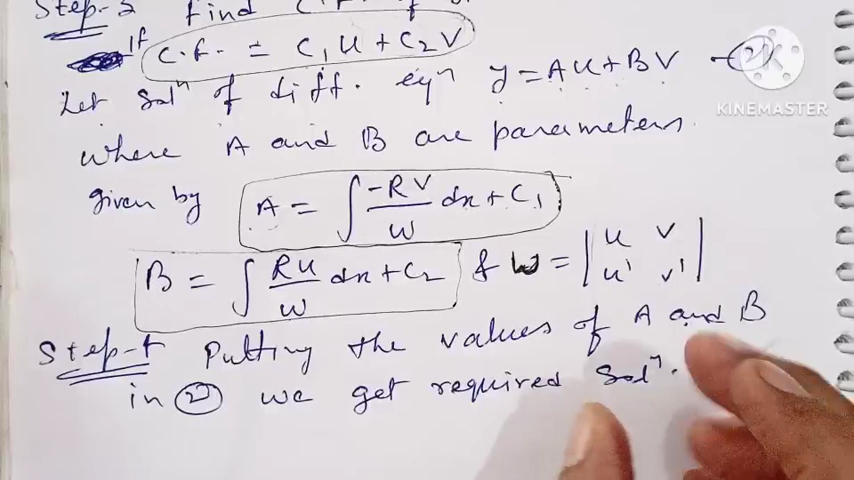 Step-3 find C.F. of
If C.F. = C₁u + C₂v
Let Solⁿ of diff. eqⁿ y = Au + Bv — (2)
where A and B are parameters
given by A = ∫ -RV/W dx + C₁
B = ∫ Ru/W dx + C₂ & W = | u v |
| u' v' |
Step-4 Putting the values of A and B
in (2) we get required Solⁿ.
K
KINEMASTER